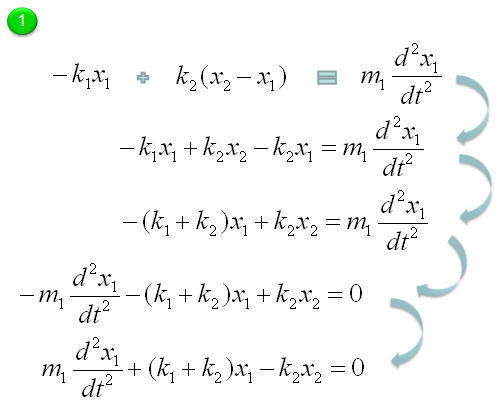 1
−k₁x₁ + k₂(x₂ − x₁) = m₁ d²x₁/dt²
−k₁x₁ + k₂x₂ − k₂x₁ = m₁ d²x₁/dt²
−(k₁ + k₂)x₁ + k₂x₂ = m₁ d²x₁/dt²
−m₁ d²x₁/dt² − (k₁ + k₂)x₁ + k₂x₂ = 0
m₁ d²x₁/dt² + (k₁ + k₂)x₁ − k₂x₂ = 0